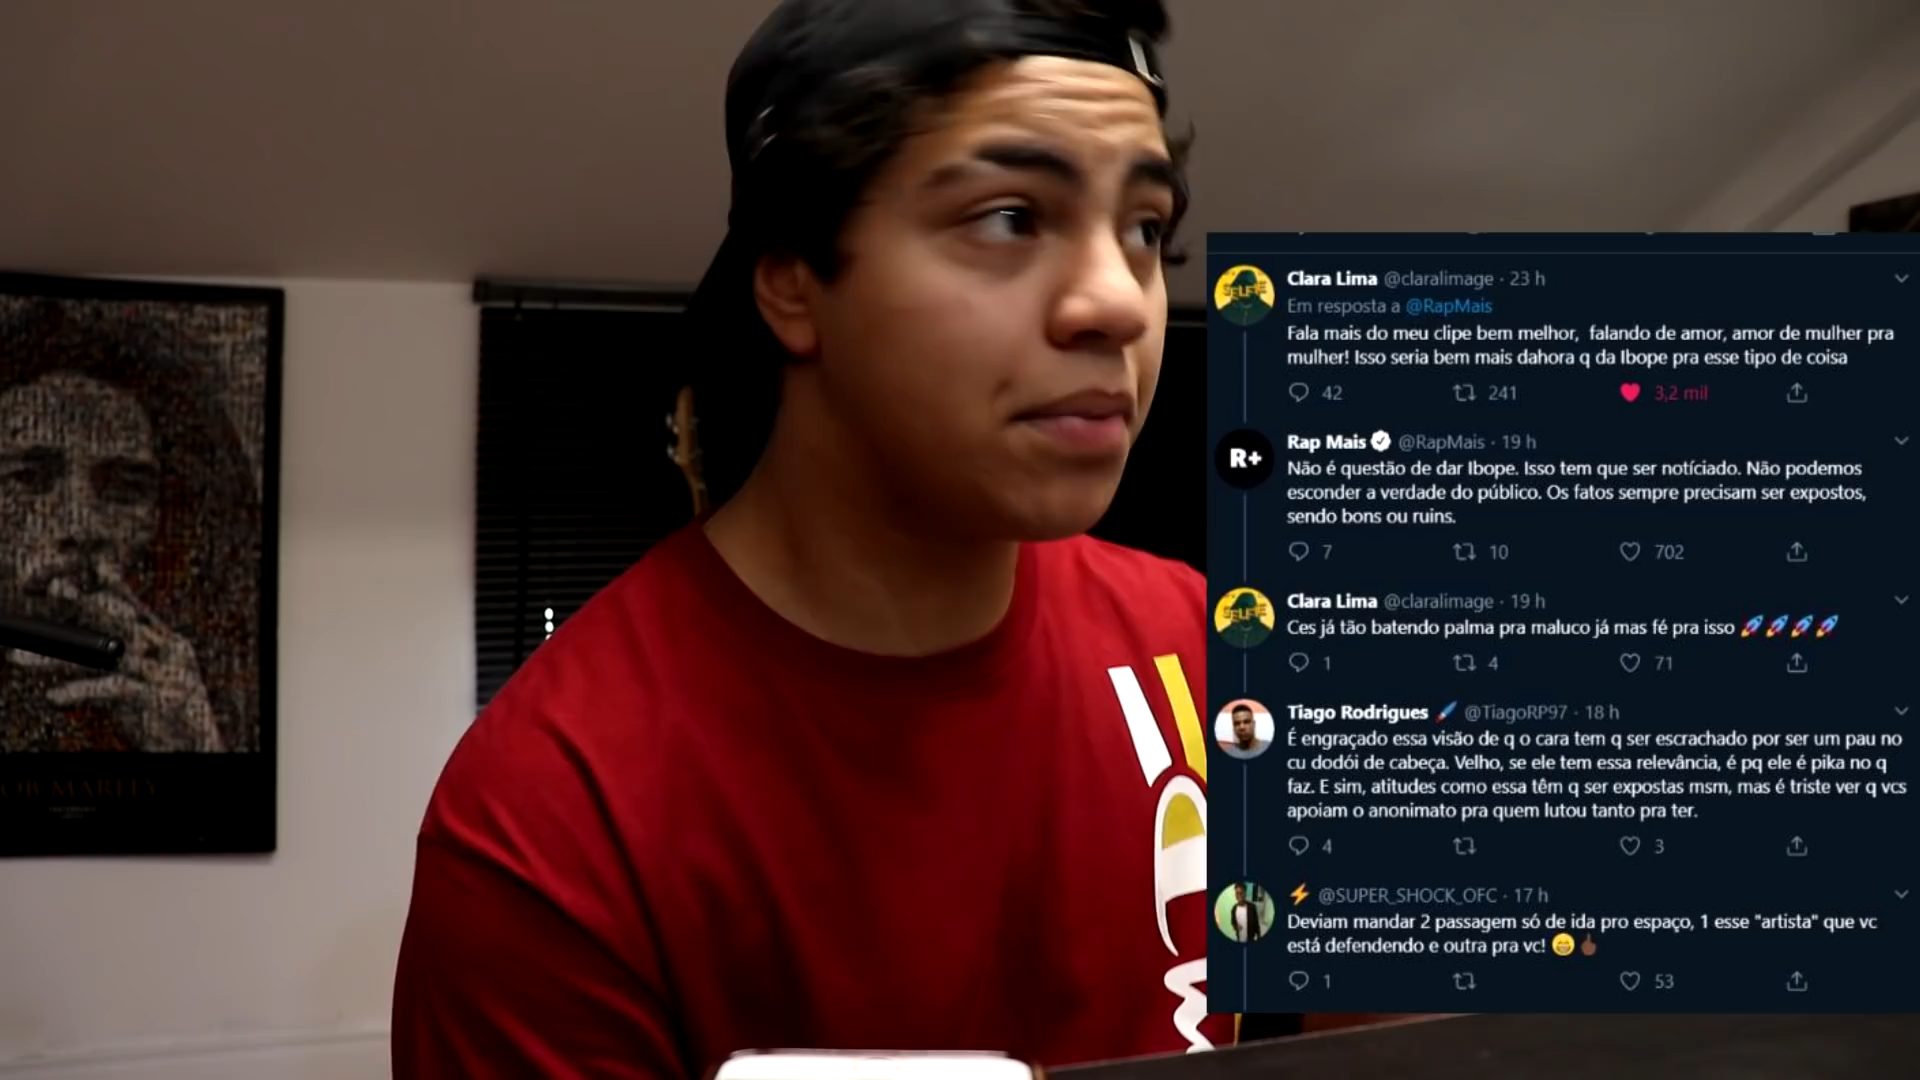 OB MARLEY
Clara Lima @claralimage · 23 h
Em resposta a @RapMais
Fala mais do meu clipe bem melhor, falando de amor, amor de mulher pra
mulher! Isso seria bem mais dahora q da Ibope pra esse tipo de coisa
42 241 3,2 mil
R+
Rap Mais @RapMais · 19 h
Não é questão de dar Ibope. Isso tem que ser notíciado. Não podemos
esconder a verdade do público. Os fatos sempre precisam ser expostos,
sendo bons ou ruins.
7 10 702
Clara Lima @claralimage · 19 h
Ces já tão batendo palma pra maluco já mas fé pra isso 🚀🚀🚀🚀
1 4 71
Tiago Rodrigues @TiagoRP97 · 18 h
É engraçado essa visão de q o cara tem q ser escrachado por ser um pau no
cu dodói de cabeça. Velho, se ele tem essa relevância, é pq ele é pika no q
faz. E sim, atitudes como essa têm q ser expostas msm, mas é triste ver q vcs
apoiam o anonimato pra quem lutou tanto pra ter.
4 3
⚡ @SUPER_SHOCK_OFC · 17 h
Deviam mandar 2 passagem só de ida pro espaço, 1 esse "artista" que vc
está defendendo e outra pra vc! 😁🖕🏿
1 53